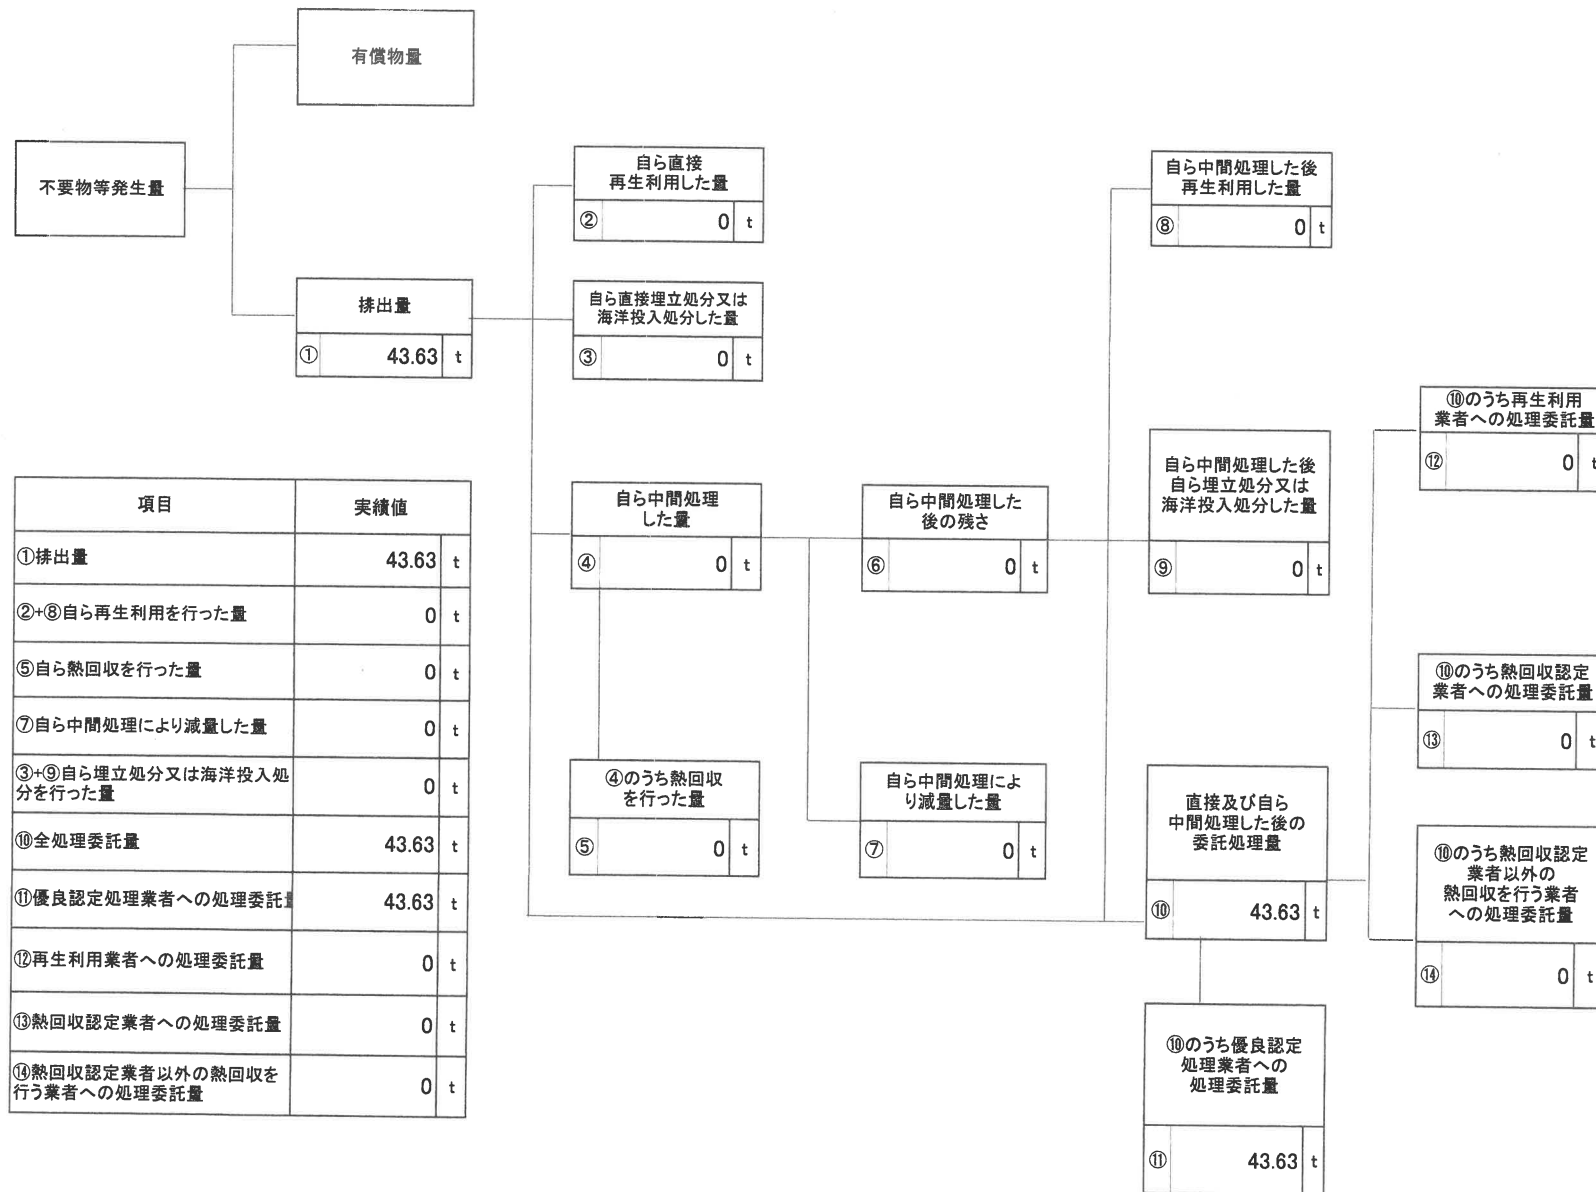 有償物量
不要物等発生量
排出量
① 43.63 t
自ら直接
再生利用した量
② 0 t
自ら直接埋立処分又は
海洋投入処分した量
③ 0 t
自ら中間処理
した量
④ 0 t
④のうち熱回収
を行った量
⑤ 0 t
自ら中間処理した
後の残さ
⑥ 0 t
自ら中間処理によ
り減量した量
⑦ 0 t
自ら中間処理した後
再生利用した量
⑧ 0 t
自ら中間処理した後
自ら埋立処分又は
海洋投入処分した量
⑨ 0 t
直接及び自ら
中間処理した後の
委託処理量
⑩ 43.63 t
⑩のうち優良認定
処理業者への
処理委託量
⑪ 43.63 t
⑩のうち再生利用
業者への処理委託量
⑫ 0 t
⑩のうち熱回収認定
業者への処理委託量
⑬ 0 t
⑩のうち熱回収認定
業者以外の
熱回収を行う業者
への処理委託量
⑭ 0 t
項目 実績値
①排出量 43.63 t
②+⑧自ら再生利用を行った量 0 t
⑤自ら熱回収を行った量 0 t
⑦自ら中間処理により減量した量 0 t
③+⑨自ら埋立処分又は海洋投入処
分を行った量 0 t
⑩全処理委託量 43.63 t
⑪優良認定処理業者への処理委託 43.63 t
⑫再生利用業者への処理委託量 0 t
⑬熱回収認定業者への処理委託量 0 t
⑭熱回収認定業者以外の熱回収を
行う業者への処理委託量 0 t